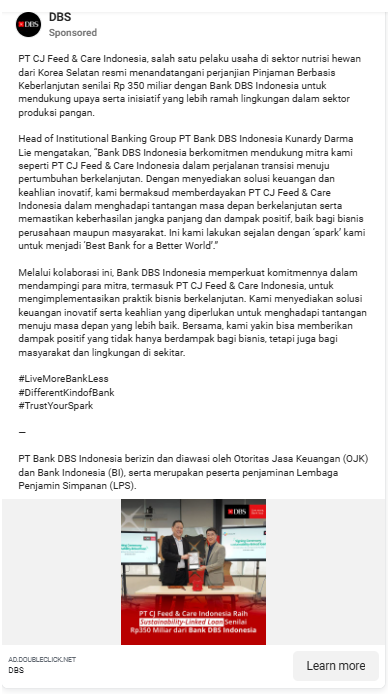 DBS
DBS
Sponsored
PT CJ Feed & Care Indonesia, salah satu pelaku usaha di sektor nutrisi hewan
dari Korea Selatan resmi menandatangani perjanjian Pinjaman Berbasis
Keberlanjutan senilai Rp 350 miliar dengan Bank DBS Indonesia untuk
mendukung upaya serta inisiatif yang lebih ramah lingkungan dalam sektor
produksi pangan.
Head of Institutional Banking Group PT Bank DBS Indonesia Kunardy Darma
Lie mengatakan, “Bank DBS Indonesia berkomitmen mendukung mitra kami
seperti PT CJ Feed & Care Indonesia dalam perjalanan transisi menuju
pertumbuhan berkelanjutan. Dengan menyediakan solusi keuangan dan
keahlian inovatif, kami bermaksud memberdayakan PT CJ Feed & Care
Indonesia dalam menghadapi tantangan masa depan berkelanjutan serta
memastikan keberhasilan jangka panjang dan dampak positif, baik bagi bisnis
perusahaan maupun masyarakat. Ini kami lakukan sejalan dengan ‘spark’ kami
untuk menjadi ‘Best Bank for a Better World’.”
Melalui kolaborasi ini, Bank DBS Indonesia memperkuat komitmennya dalam
mendampingi para mitra, termasuk PT CJ Feed & Care Indonesia, untuk
mengimplementasikan praktik bisnis berkelanjutan. Kami menyediakan solusi
keuangan inovatif serta keahlian yang diperlukan untuk menghadapi tantangan
menuju masa depan yang lebih baik. Bersama, kami yakin bisa memberikan
dampak positif yang tidak hanya berdampak bagi bisnis, tetapi juga bagi
masyarakat dan lingkungan di sekitar.
#LiveMoreBankLess
#DifferentKindofBank
#TrustYourSpark
—
PT Bank DBS Indonesia berizin dan diawasi oleh Otoritas Jasa Keuangan (OJK)
dan Bank Indonesia (BI), serta merupakan peserta penjaminan Lembaga
Penjamin Simpanan (LPS).
DBS
PT CJ Feed & Care Indonesia Raih
Sustainability-Linked Loan Senilai
Rp350 Miliar dari Bank DBS Indonesia
AD.DOUBLECLICK.NET
DBS
Learn more